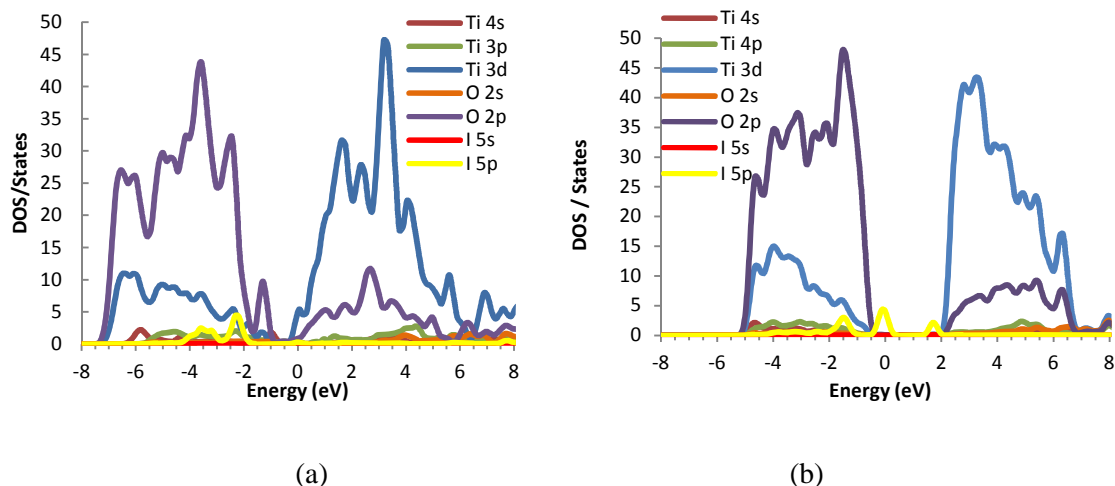 Ti 4s
Ti 3p
Ti 3d
O 2s
O 2p
I 5s
I 5p
50
45
40
35
30
25
20
15
10
5
0
DOS/States
-8 -6 -4 -2 0 2 4 6 8
Energy (eV)
(a)
Ti 4s
Ti 4p
Ti 3d
O 2s
O 2p
I 5s
I 5p
50
45
40
35
30
25
20
15
10
5
0
DOS / States
-8 -6 -4 -2 0 2 4 6 8
Energy (eV)
(b)